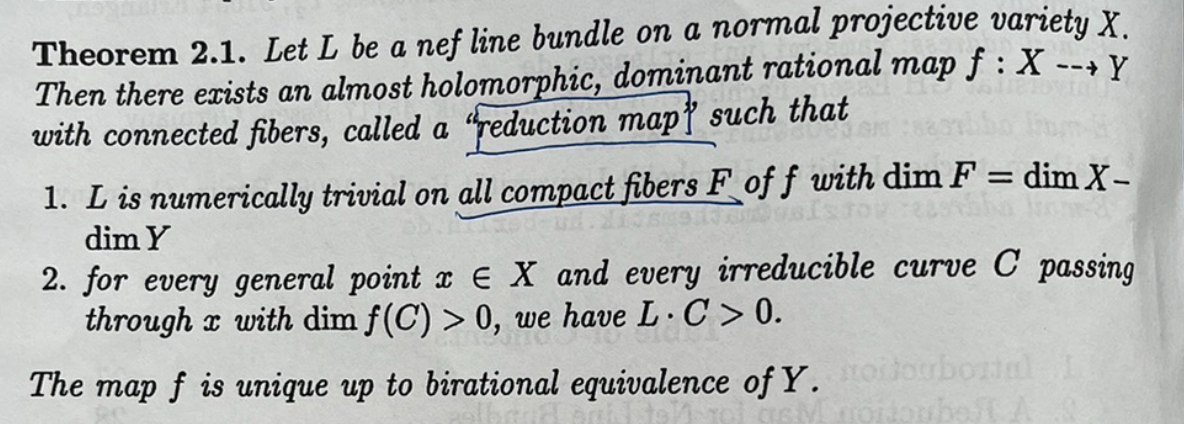 Theorem 2.1. Let L be a nef line bundle on a normal projective variety X.
Then there exists an almost holomorphic, dominant rational map f : X ⇢ Y
with connected fibers, called a “reduction map” such that
1. L is numerically trivial on all compact fibers F of f with dim F = dim X −
dim Y
2. for every general point x ∈ X and every irreducible curve C passing
through x with dim f(C) > 0, we have L · C > 0.
The map f is unique up to birational equivalence of Y.